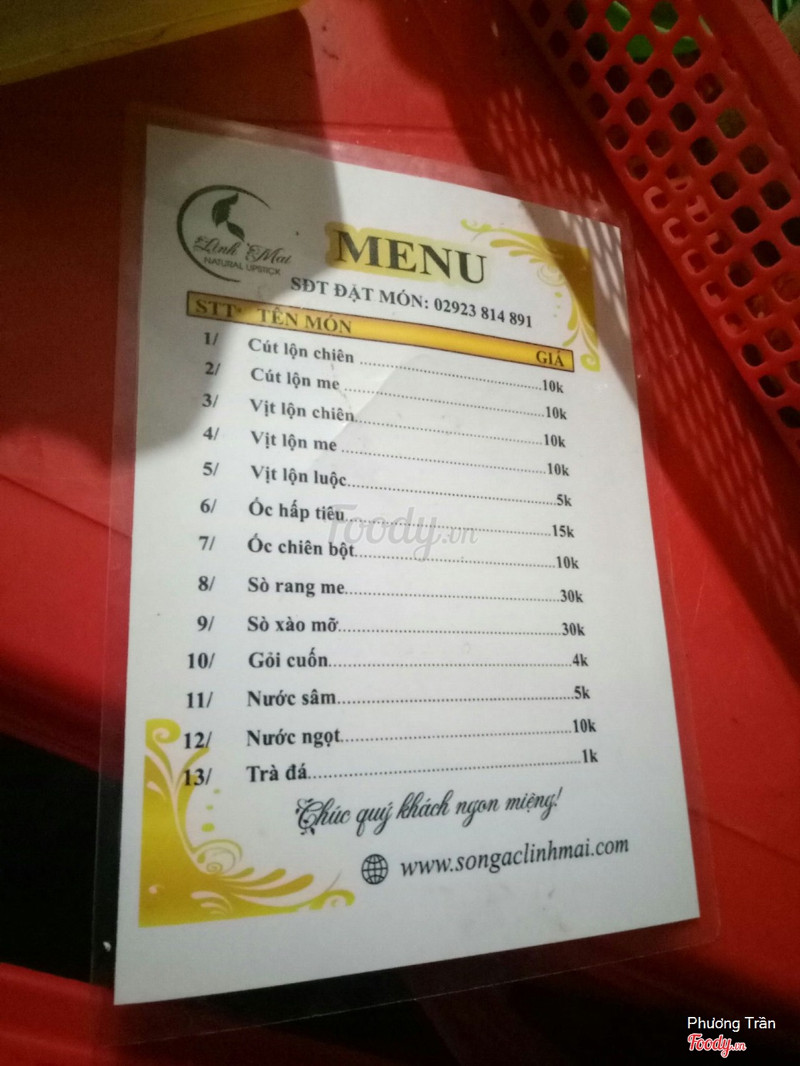 Linh Mai
NATURAL LIPSTICK
MENU
SĐT ĐẶT MÓN: 02923 814 891
STT TÊN MÓN GIÁ
1/ Cút lộn chiên 10k
2/ Cút lộn me 10k
3/ Vịt lộn chiên 10k
4/ Vịt lộn me 10k
5/ Vịt lộn luộc 5k
6/ Ốc hấp tiêu 15k
7/ Ốc chiên bột 10k
8/ Sò rang me 30k
9/ Sò xào mỡ 30k
10/ Gỏi cuốn 4k
11/ Nước sâm 5k
12/ Nước ngọt 10k
13/ Trà đá 1k
Chúc quý khách ngon miệng!
www.songaclinhmai.com
Foody.vn
Phương Trần
Foody.vn